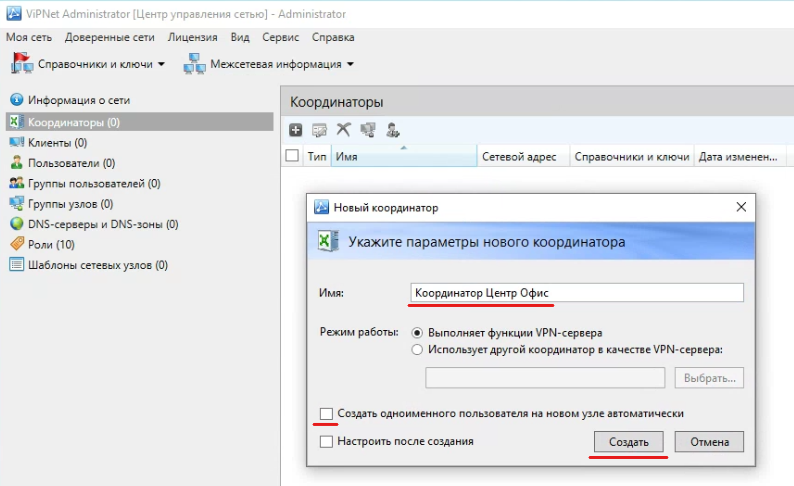 ViPNet Administrator [Центр управления сетью] - Administrator
Моя сеть Доверенные сети Лицензия Вид Сервис Справка
Справочники и ключи Межсетевая информация
Информация о сети
Координаторы (0)
Клиенты (0)
Пользователи (0)
Группы пользователей (0)
Группы узлов (0)
DNS-серверы и DNS-зоны (0)
Роли (10)
Шаблоны сетевых узлов (0)
Координаторы
Тип Имя Сетевой адрес Справочники и ключи Дата изменен...
Новый координатор
Укажите параметры нового координатора
Имя: Координатор Центр Офис
Режим работы: Выполняет функции VPN-сервера
Использует другой координатор в качестве VPN-сервера:
Выбрать...
Создать одноименного пользователя на новом узле автоматически
Настроить после создания Создать Отмена